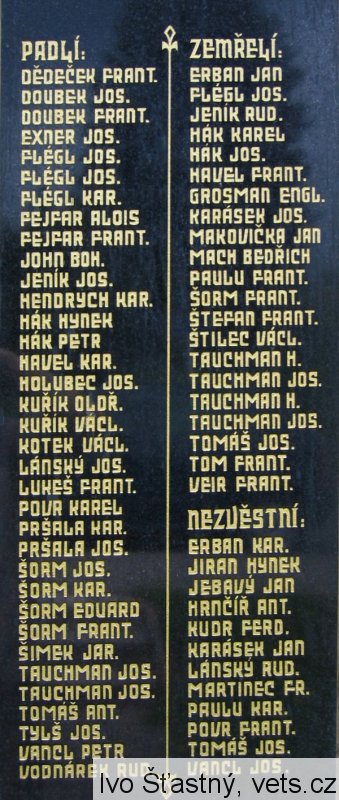 PADLÍ:
DĚDEČEK FRANT.
DOUBEK JOS.
DOUBEK FRANT.
EXNER JOS.
FLÉGL JOS.
FLÉGL JOS.
FLÉGL KAR.
FEJFAR ALOIS
FEJFAR FRANT.
JOHN BOH.
JENÍK JOS.
HENDRYCH KAR.
HÁK HYNEK
HÁK PETR
HAVEL KAR.
HOLUBEC JOS.
KUŘÍK OLDŘ.
KUŘÍK VÁCL.
KOTEK VÁCL.
LÁNSKÝ JOS.
LUKEŠ FRANT.
POUR KAREL
PRŠALA KAR.
PRŠALA JOS.
ŠORM JOS.
ŠORM KAR.
ŠORM EDUARD
ŠORM FRANT.
ŠIMEK JAR.
TAUCHMAN JOS.
TAUCHMAN JOS.
TOMÁŠ ANT.
TYLŠ JOS.
VANCL PETR
VODNÁREK RUD.
ZEMŘELÍ:
ERBAN JAN
FLÉGL JOS.
JENÍK RUD.
HÁK KAREL
HÁK JOS.
HAVEL FRANT.
GROSMAN ENGL.
KARÁSEK JOS.
MAKOVIČKA JAN
MACH BEDŘICH
PAULU FRANT.
ŠORM FRANT.
ŠTEFAN FRANT.
ŠTILEC VÁCL.
TAUCHMAN H.
TAUCHMAN JOS.
TAUCHMAN H.
TAUCHMAN JOS.
TOMÁŠ JOS.
TOM FRANT.
VEIR FRANT.
NEZVĚSTNÍ:
ERBAN KAR.
JIRAN HYNEK
JEBAVÝ JAN
HRNČÍŘ ANT.
KUDR FERD.
KARÁSEK JAN
LÁNSKÝ RUD.
MARTINEC FR.
PAULU KAR.
POUR FRANT.
TOMÁŠ JOS.
VANCL JOS.
Ivo Šťastný, vets.cz